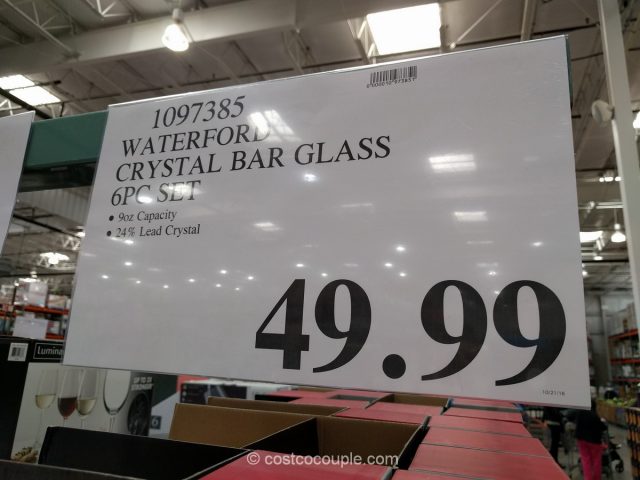 1097385
WATERFORD
CRYSTAL BAR GLASS
6PC SET
• 9oz Capacity
• 24% Lead Crystal
49.99
10/21/16
Lumina
© costcocouple.com